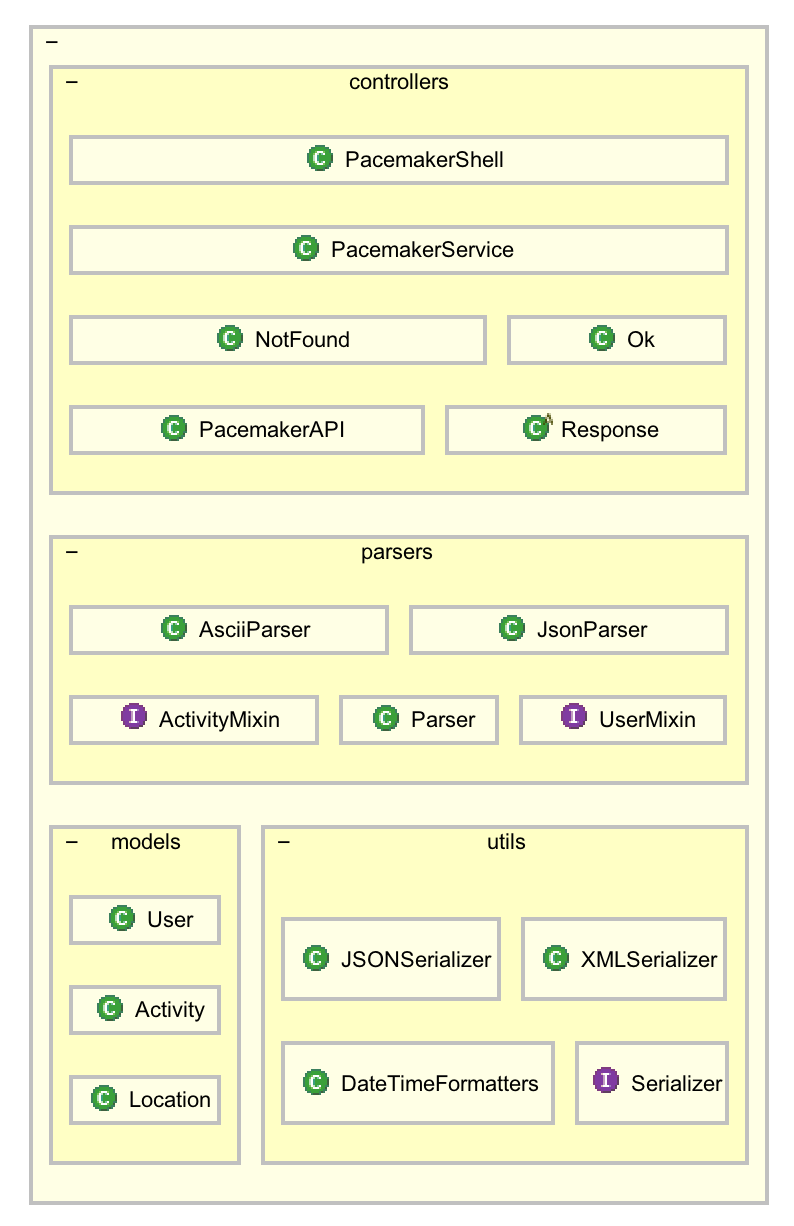 –
– controllers
C PacemakerShell
C PacemakerService
C NotFound C Ok
C PacemakerAPI C Response
– parsers
C AsciiParser C JsonParser
I ActivityMixin C Parser I UserMixin
– models
C User
C Activity
C Location
– utils
C JSONSerializer C XMLSerializer
C DateTimeFormatters I Serializer